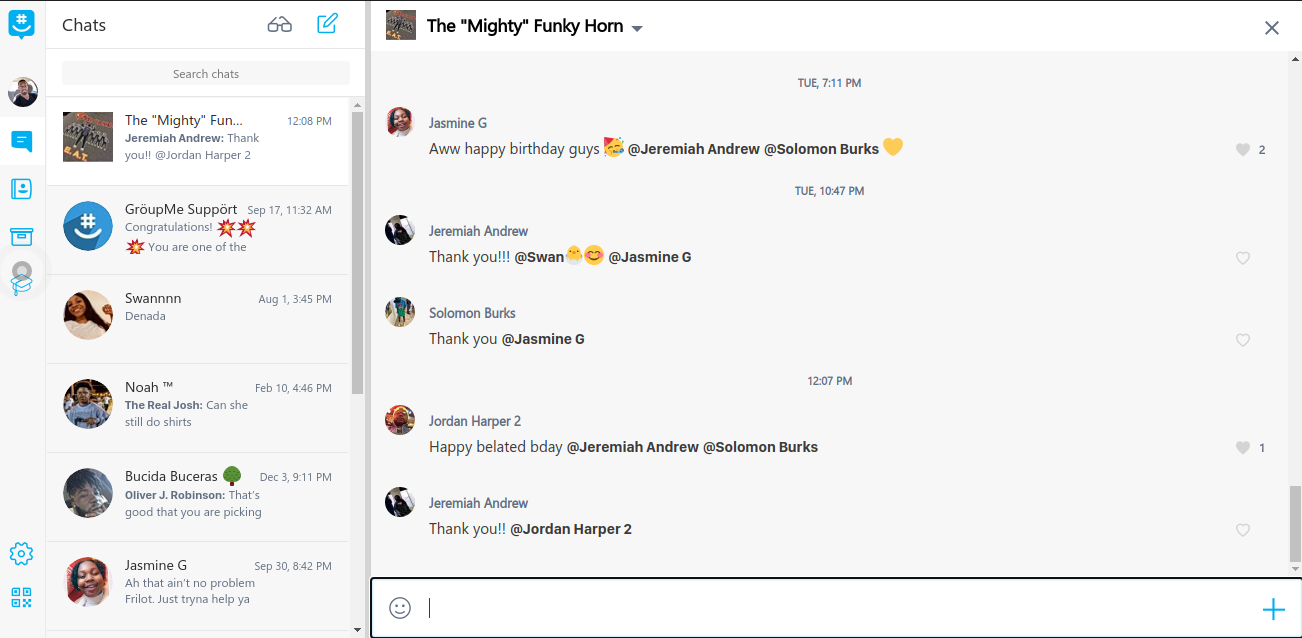 Chats
Search chats
The "Mighty" Fun... 12:08 PM
Jeremiah Andrew: Thank
you!! @Jordan Harper 2
GröupMe Suppört Sep 17, 11:32 AM
Congratulations! 💥💥
💥 You are one of the
Swannnn Aug 1, 3:45 PM
Denada
Noah ™ Feb 10, 4:46 PM
The Real Josh: Can she
still do shirts
Bucida Buceras 🌳 Dec 3, 9:11 PM
Oliver J. Robinson: That's
good that you are picking
Jasmine G Sep 30, 8:42 PM
Ah that ain't no problem
Frilot. Just tryna help ya
The "Mighty" Funky Horn
TUE, 7:11 PM
Jasmine G
Aww happy birthday guys 🥳 @Jeremiah Andrew @Solomon Burks 💛 2
TUE, 10:47 PM
Jeremiah Andrew
Thank you!!! @Swan🐣😊 @Jasmine G
Solomon Burks
Thank you @Jasmine G
12:07 PM
Jordan Harper 2
Happy belated bday @Jeremiah Andrew @Solomon Burks 1
Jeremiah Andrew
Thank you!! @Jordan Harper 2